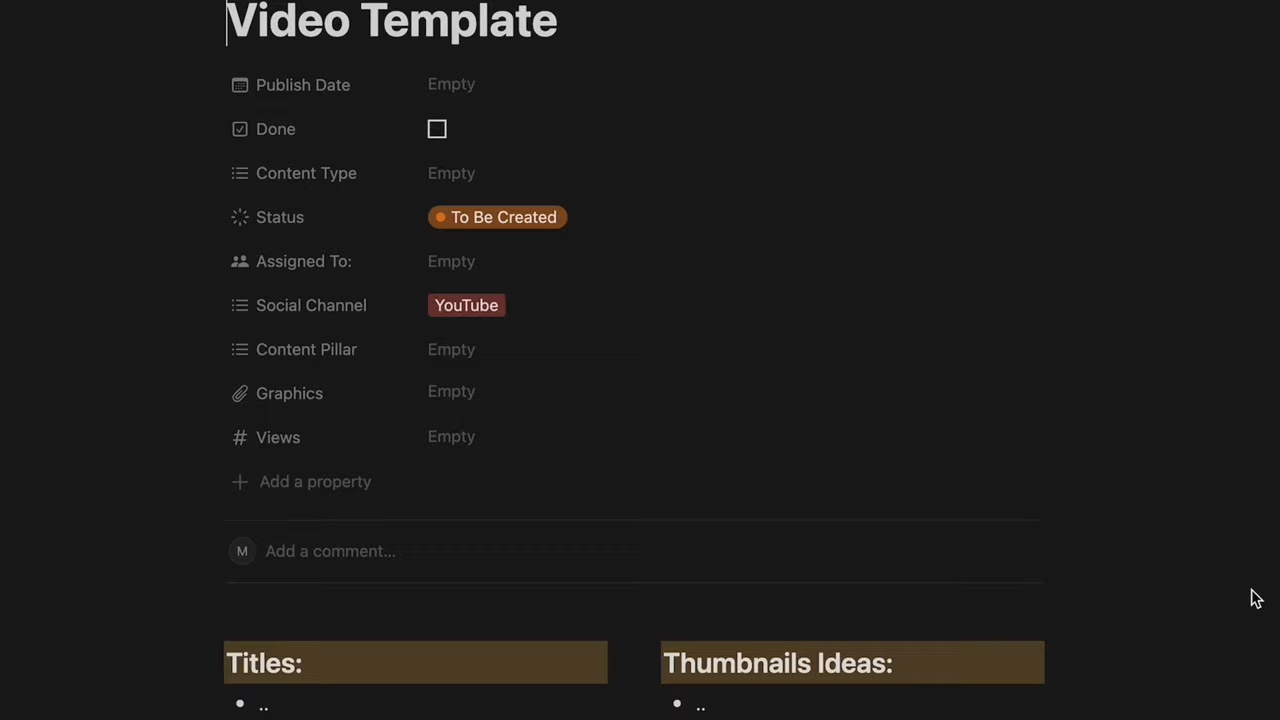 Video Template
Publish Date Empty
Done
Content Type Empty
Status To Be Created
Assigned To: Empty
Social Channel YouTube
Content Pillar Empty
Graphics Empty
Views Empty
Add a property
M Add a comment...
Titles: Thumbnails Ideas:
• .. • ..